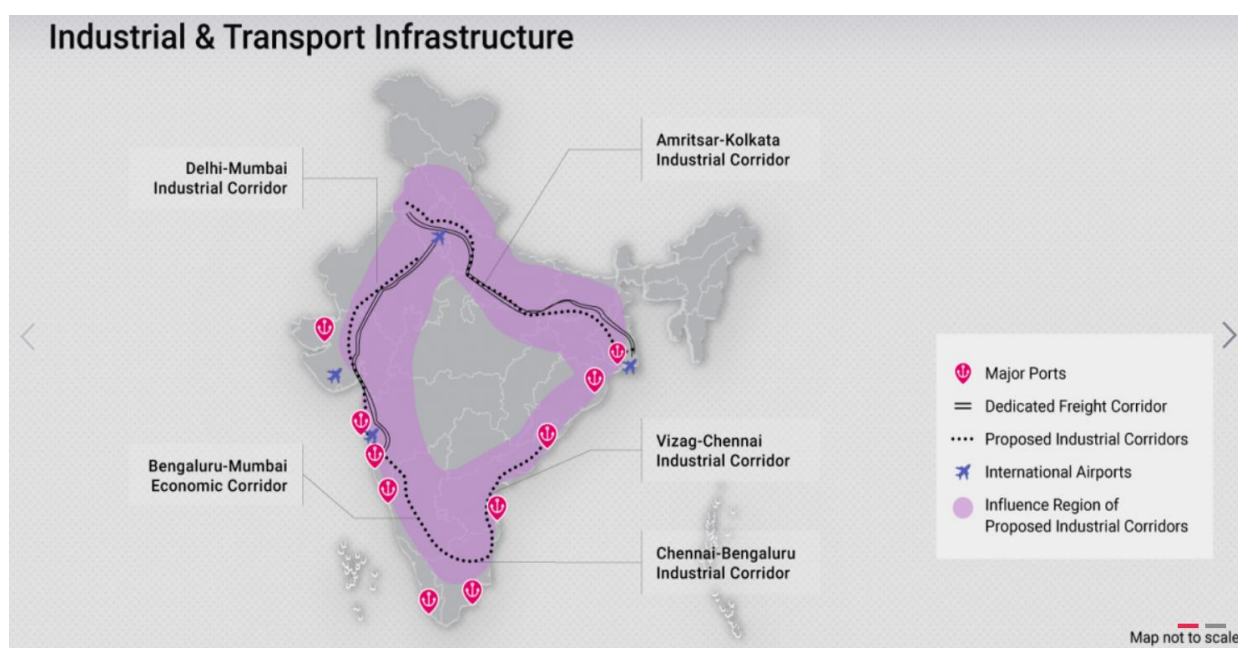 Industrial & Transport Infrastructure
Delhi-Mumbai
Industrial Corridor
Amritsar-Kolkata
Industrial Corridor
Bengaluru-Mumbai
Economic Corridor
Vizag-Chennai
Industrial Corridor
Chennai-Bengaluru
Industrial Corridor
Major Ports
Dedicated Freight Corridor
Proposed Industrial Corridors
International Airports
Influence Region of
Proposed Industrial Corridors
Map not to scale